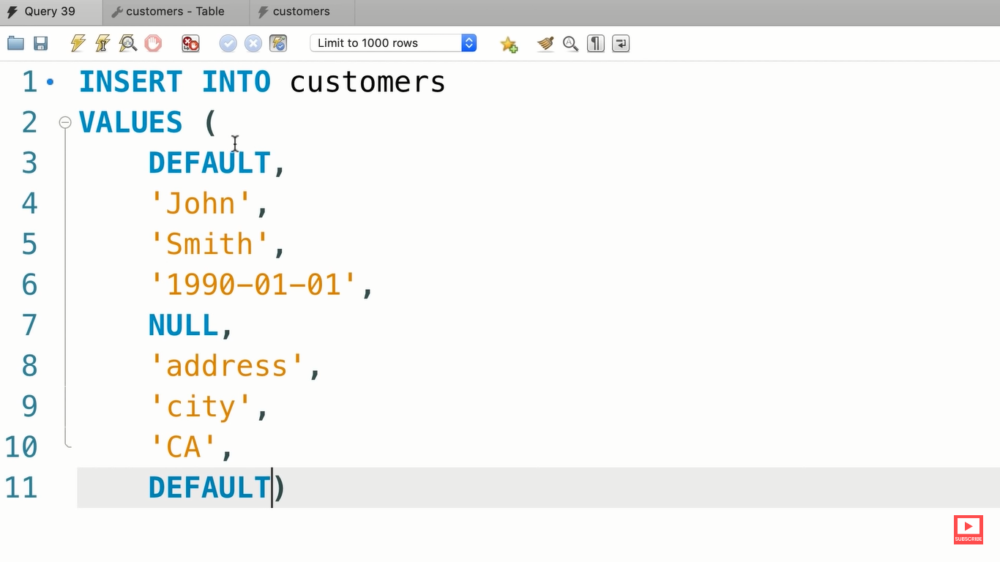 Query 39 customers - Table customers
Limit to 1000 rows
1 INSERT INTO customers
2 VALUES (
3 DEFAULT,
4 'John',
5 'Smith',
6 '1990-01-01',
7 NULL,
8 'address',
9 'city',
10 'CA',
11 DEFAULT)
SUBSCRIBE